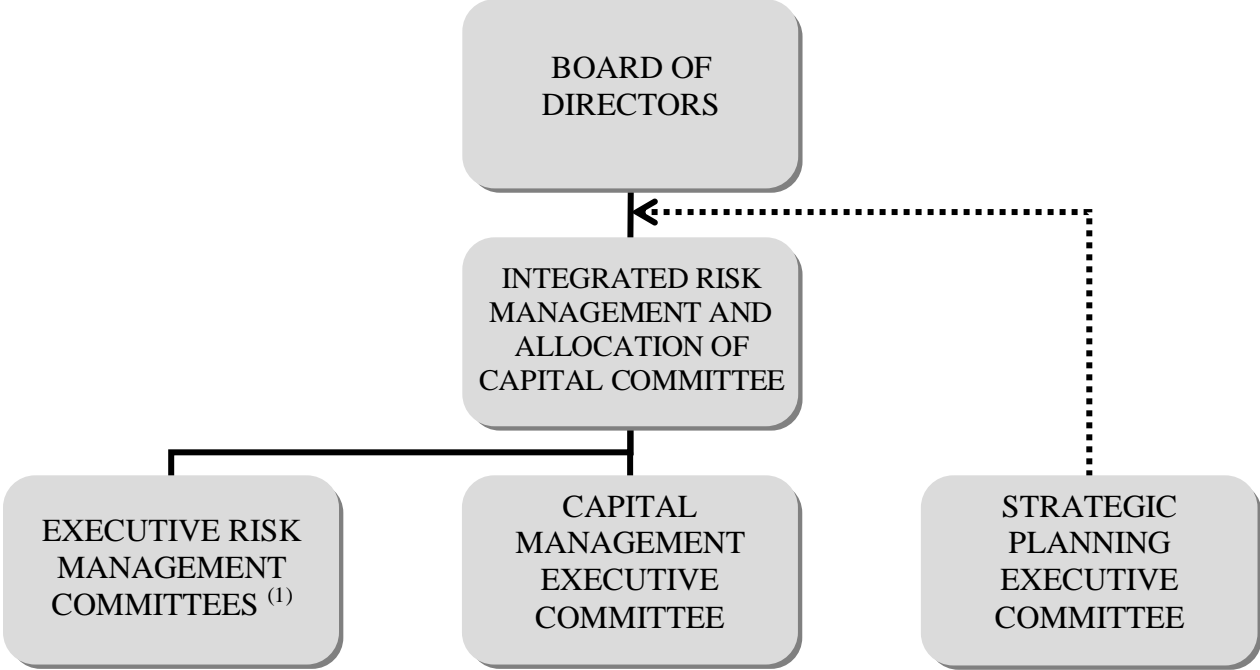 BOARD OF
DIRECTORS
INTEGRATED RISK
MANAGEMENT AND
ALLOCATION OF
CAPITAL COMMITTEE
EXECUTIVE RISK
MANAGEMENT
COMMITTEES (1)
CAPITAL
MANAGEMENT
EXECUTIVE
COMMITTEE
STRATEGIC
PLANNING
EXECUTIVE
COMMITTEE